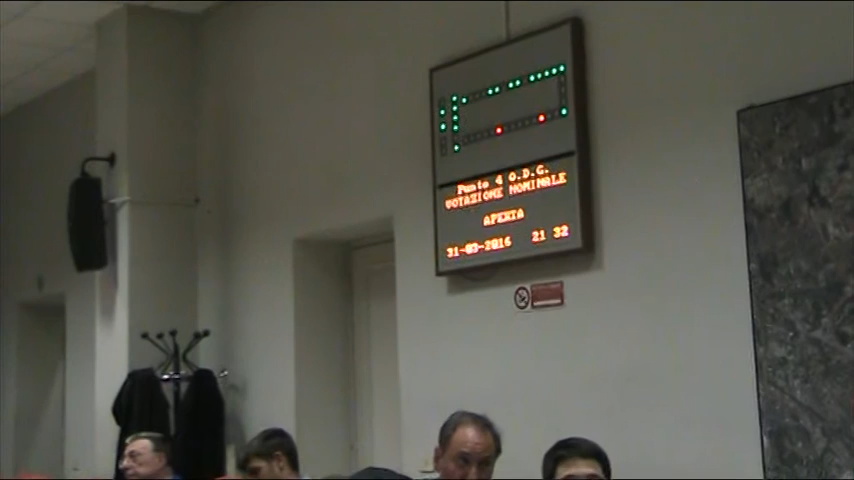 Punto 4 O.D.G.
VOTAZIONE NOMINALE
APERTA
31-03-2016 21 32